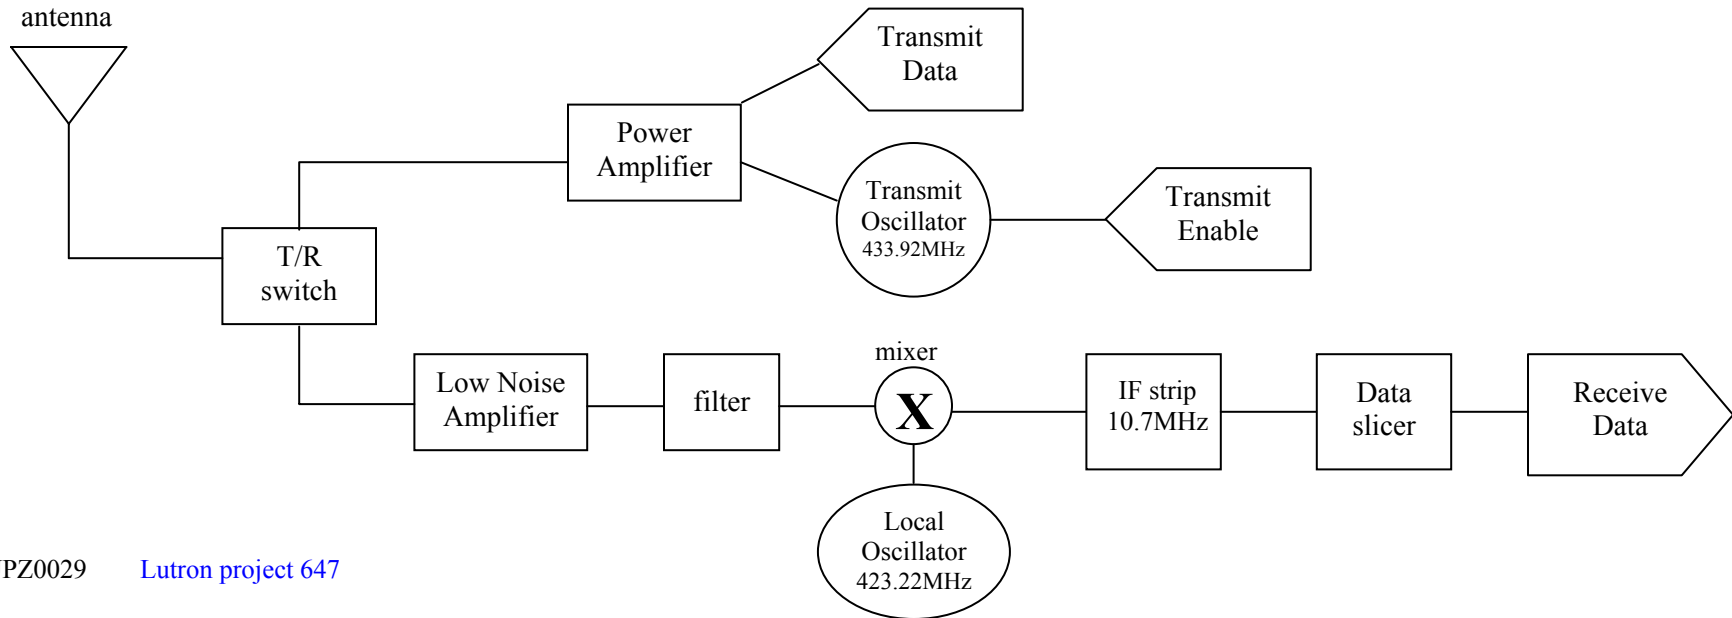 antenna
Transmit
Data
Power
Amplifier
Transmit
Oscillator
433.92MHz
Transmit
Enable
T/R
switch
Low Noise
Amplifier
filter
mixer
X
IF strip
10.7MHz
Data
slicer
Receive
Data
Local
Oscillator
423.22MHz
PZ0029 Lutron project 647